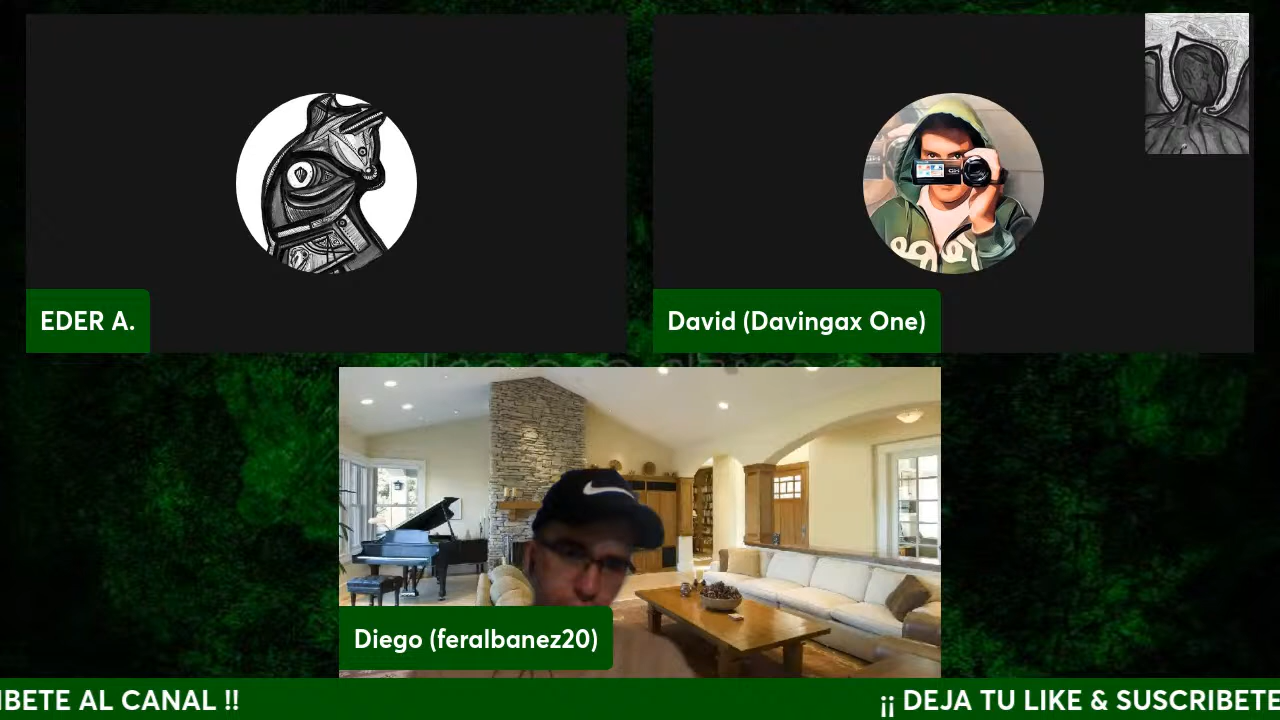 EDER A.
David (Davingax One)
Diego (feralbanez20)
IBETE AL CANAL !!
¡¡ DEJA TU LIKE & SUSCRIBETE